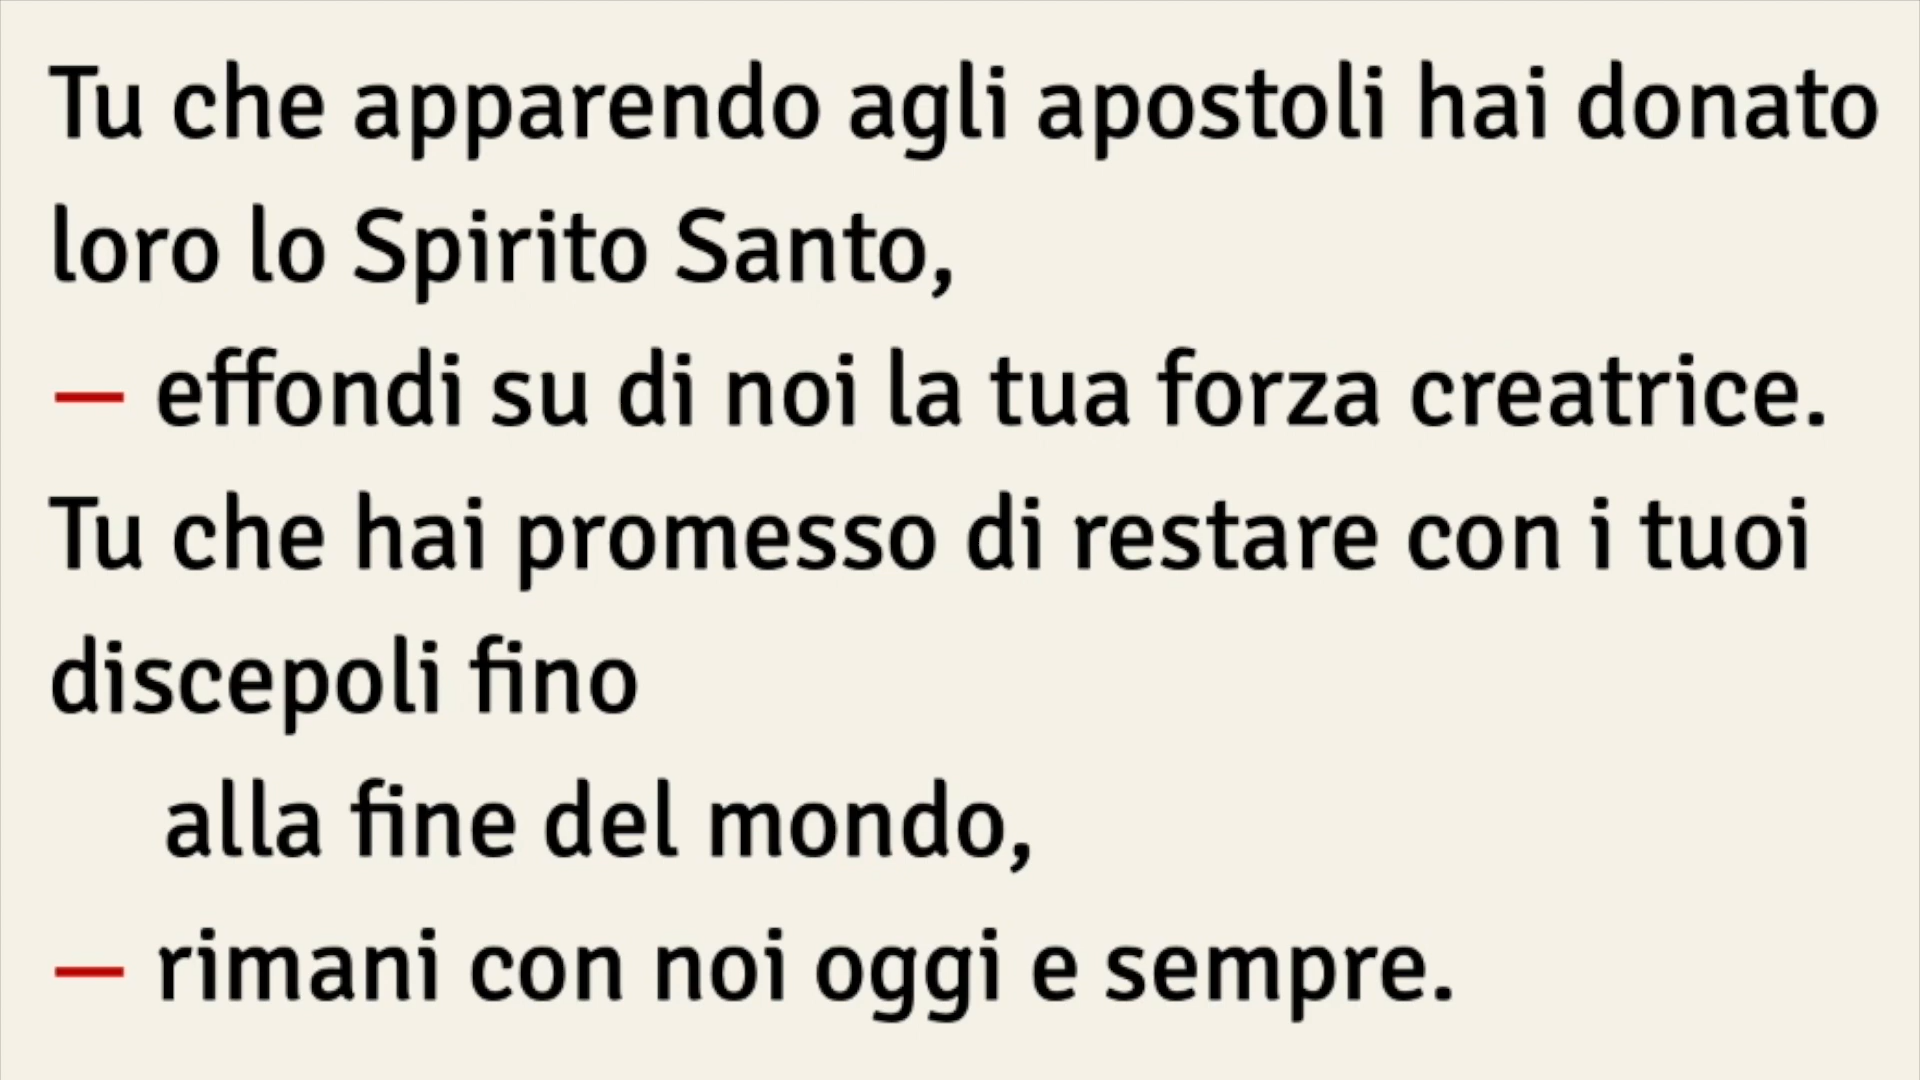 Tu che apparendo agli apostoli hai donato
loro lo Spirito Santo,
— effondi su di noi la tua forza creatrice.
Tu che hai promesso di restare con i tuoi
discepoli fino
alla fine del mondo,
— rimani con noi oggi e sempre.